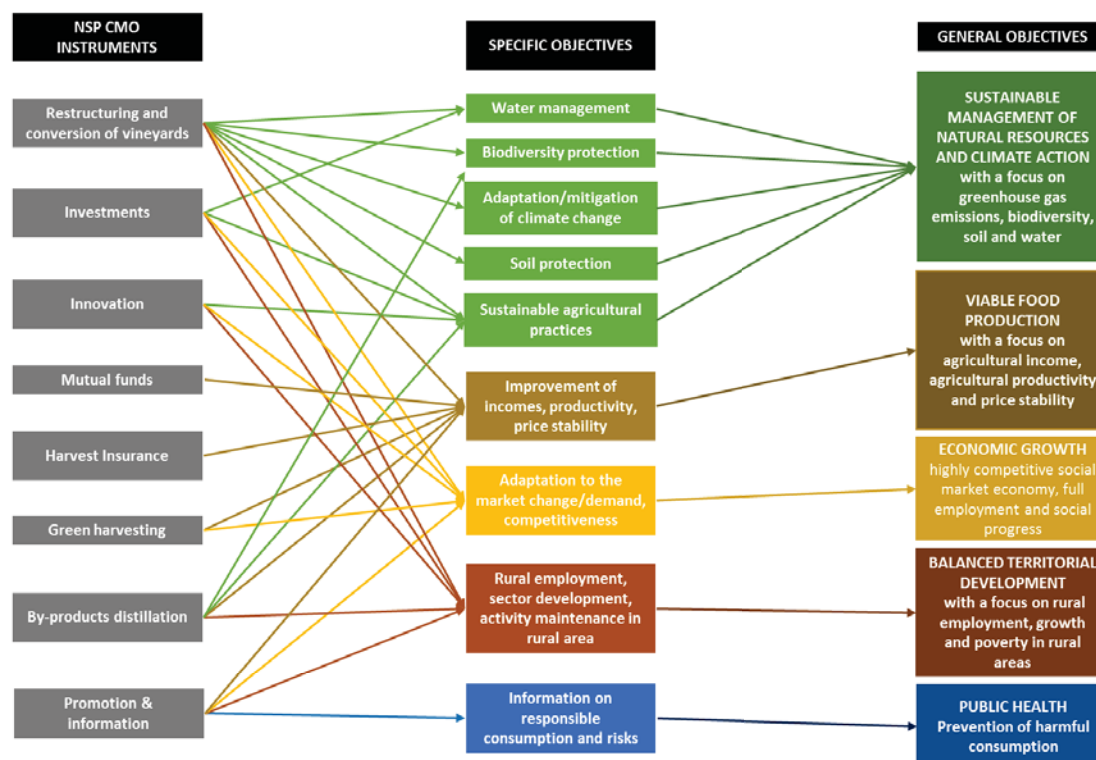 NSP CMO
INSTRUMENTS
Restructuring and
conversion of vineyards
Investments
Innovation
Mutual funds
Harvest Insurance
Green harvesting
By-products distillation
Promotion &
information
SPECIFIC OBJECTIVES
Water management
Biodiversity protection
Adaptation/mitigation
of climate change
Soil protection
Sustainable agricultural
practices
Improvement of
incomes, productivity,
price stability
Adaptation to the
market change/demand,
competitiveness
Rural employment,
sector development,
activity maintenance in
rural area
Information on
responsible
consumption and risks
GENERAL OBJECTIVES
SUSTAINABLE
MANAGEMENT OF
NATURAL RESOURCES
AND CLIMATE ACTION
with a focus on
greenhouse gas
emissions, biodiversity,
soil and water
VIABLE FOOD
PRODUCTION
with a focus on
agricultural income,
agricultural productivity
and price stability
ECONOMIC GROWTH
highly competitive social
market economy, full
employment and social
progress
BALANCED TERRITORIAL
DEVELOPMENT
with a focus on rural
employment, growth
and poverty in rural
areas
PUBLIC HEALTH
Prevention of harmful
consumption